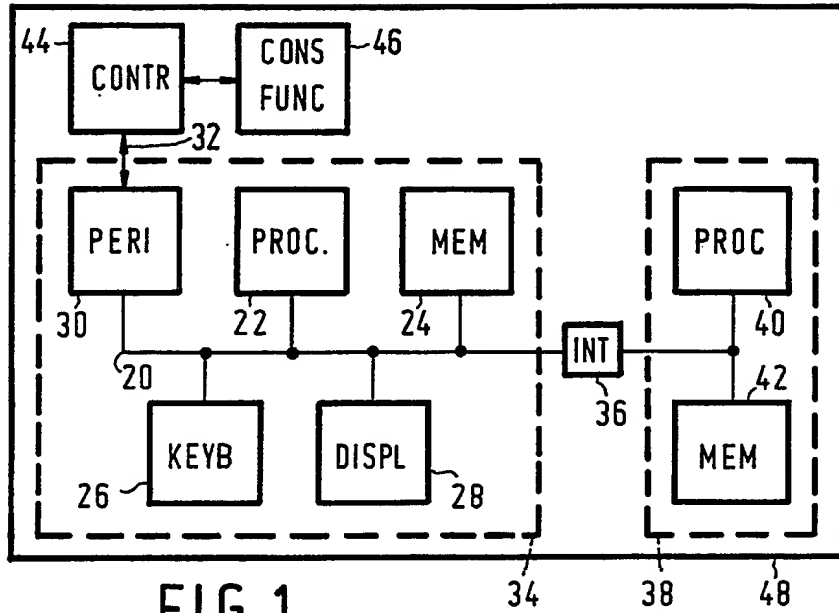 44 CONTR CONS FUNC 46
32
PERI PROC. MEM PROC
30 22 24 40
20 INT 36 42
KEYB DISPL MEM
26 28
FIG.1 34 38 48